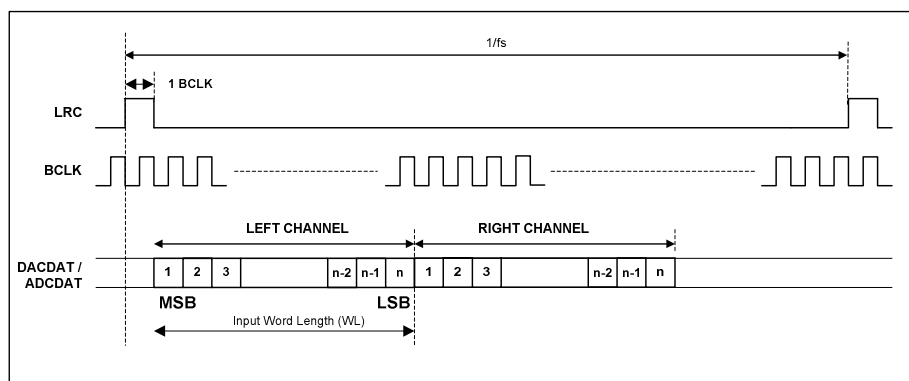 1/fs
1 BCLK
LRC
BCLK
LEFT CHANNEL RIGHT CHANNEL
DACDAT /
ADCDAT
1 2 3 n-2 n-1 n 1 2 3 n-2 n-1 n
MSB LSB
Input Word Length (WL)